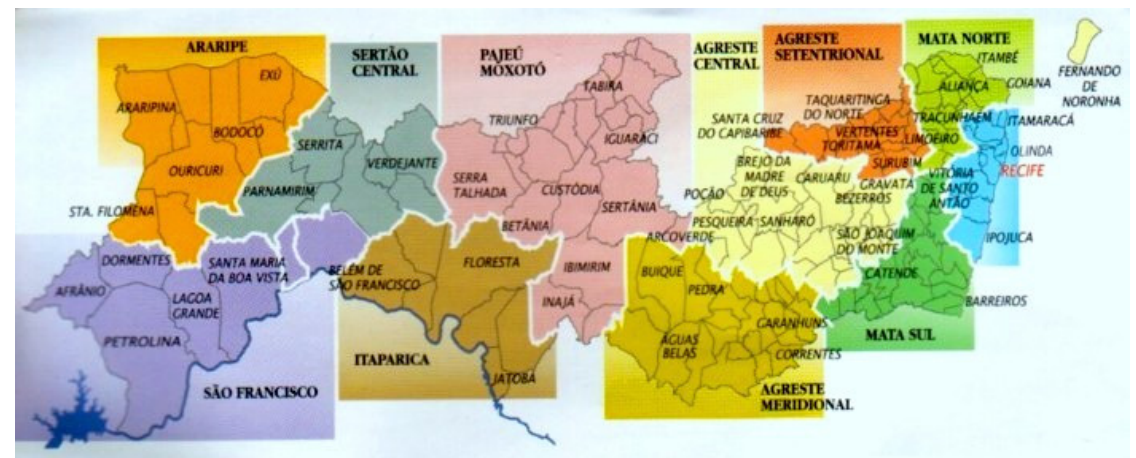 ARARIPE
EXÚ
ARARIPINA
BODOCÓ
OURICURI
STA. FILOMENA
SERTÃO
CENTRAL
SERRITA
VERDEJANTE
PARNAMIRIM
PAJEÚ
MOXOTÓ
TABIRA
TRIUNFO
IGUARACI
SERRA
TALHADA
CUSTÓDIA
SERTÂNIA
BETÂNIA
ARCOVERDE
IBIMIRIM
INAJÁ
AGRESTE
CENTRAL
SANTA CRUZ
DO CAPIBARIBE
BREJO DA
MADRE
DE DEUS
CARUARU
GRAVATA
BEZERROS
POÇÃO
PESQUEIRA
SANHARÓ
SÃO JOAQUIM
DO MONTE
AGRESTE
SETENTRIONAL
TAQUARITINGA
DO NORTE
VERTENTES
TORITAMA
LIMOEIRO
SURUBIM
MATA NORTE
ITAMBÉ
ALIANÇA
GOIANA
TRACUNHAEM
FERNANDO
DE
NORONHA
ITAMARACÁ
OLINDA
RECIFE
IPOJUCA
VITÓRIA
DE SANTO
ANTÃO
CATENDE
BARREIROS
MATA SUL
DORMENTES
SANTA MARIA
DA BOA VISTA
AFRÂNIO
LAGOA
GRANDE
PETROLINA
SÃO FRANCISCO
BELÉM DE
SÃO FRANCISCO
FLORESTA
ITAPARICA
JATOBÁ
BUIQUE
PEDRA
GARANHUNS
ÁGUAS
BELAS
CORRENTES
AGRESTE
MERIDIONAL